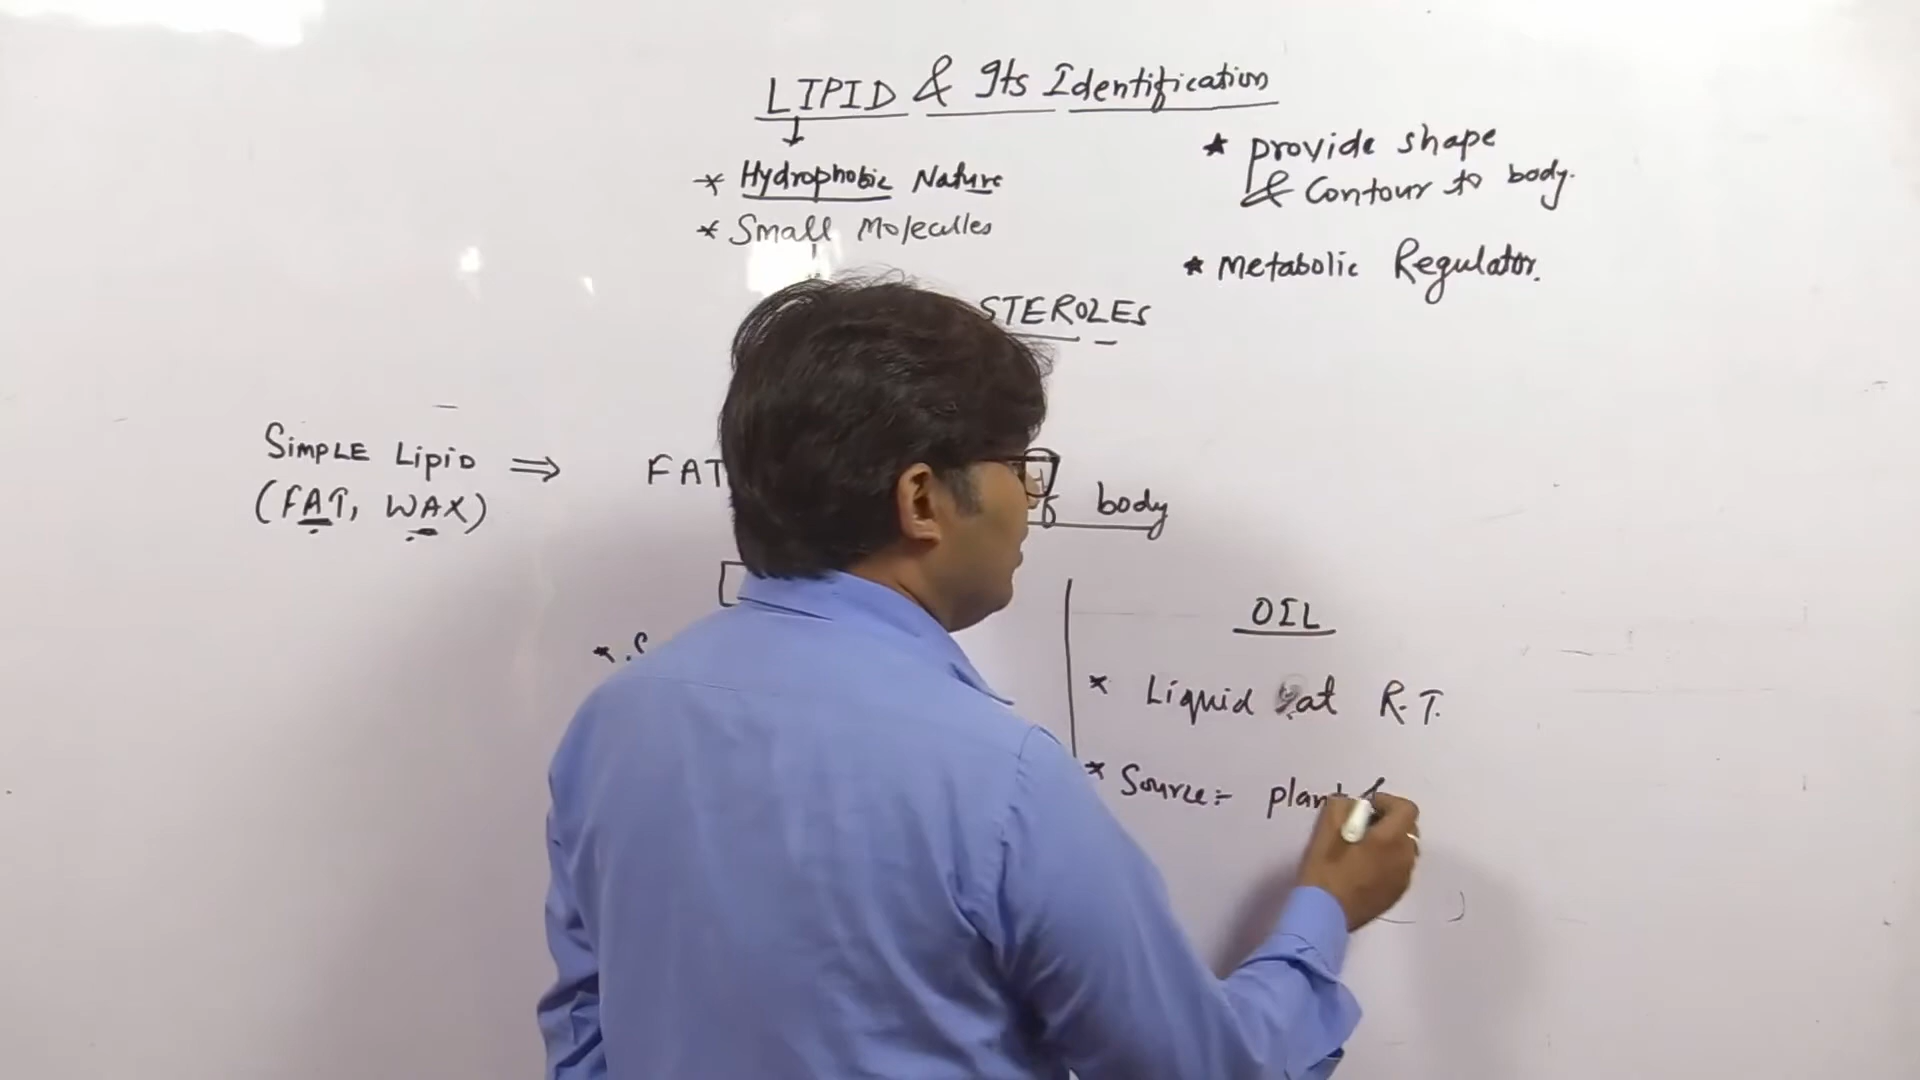 LIPID & Its Identification
* Hydrophobic Nature
* Small Molecules
STEROLES
* Provide shape
& Contour to body.
* Metabolic Regulator.
SIMPLE LIPID ⇒ FAT
(FAT, WAX)
of body
OIL
* Liquid at R.T.
* Source:- plant